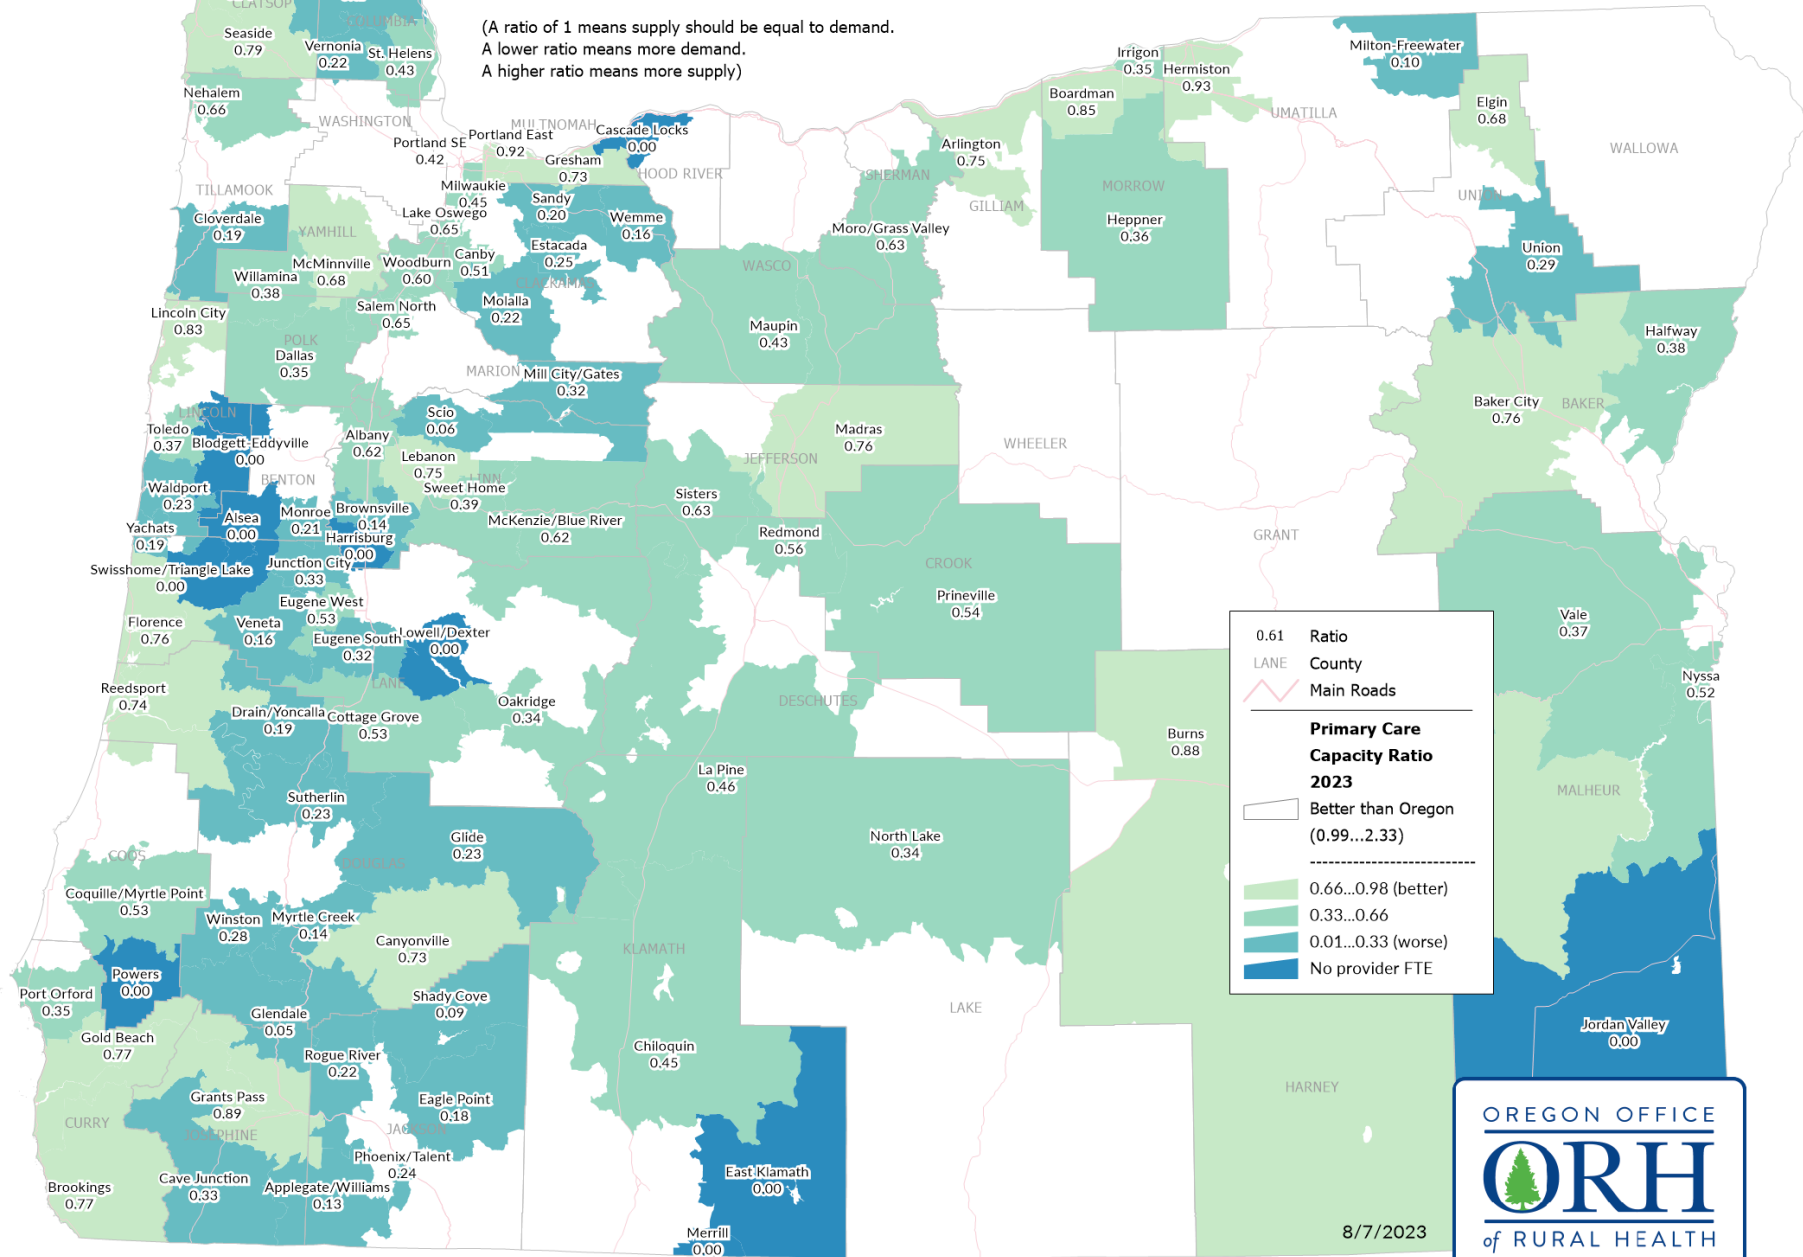 CLATSOP
Seaside
0.79
COLUMBIA
Vernonia
0.22
St. Helens
0.43
(A ratio of 1 means supply should be equal to demand.
A lower ratio means more demand.
A higher ratio means more supply)
Irrigon
0.35
Hermiston
0.93
Milton-Freewater
0.10
Nehalem
0.66
WASHINGTON
Boardman
0.85
UMATILLA
Elgin
0.68
WALLOWA
MULTNOMAH
Portland SE
0.42
Portland East
0.92
Cascade Locks
0.00
Gresham
0.73
HOOD RIVER
Arlington
0.75
SHERMAN
GILLIAM
MORROW
Heppner
0.36
UNION
TILLAMOOK
Milwaukie
0.45
Sandy
0.20
Wemme
0.16
Lake Oswego
0.65
Cloverdale
0.19
YAMHILL
Moro/Grass Valley
0.63
Union
0.29
Estacada
0.25
Canby
0.51
Woodburn
0.60
McMinnville
0.68
Willamina
0.38
WASCO
CLACKAMAS
Molalla
0.22
Lincoln City
0.83
Salem North
0.65
Maupin
0.43
Halfway
0.38
POLK
Dallas
0.35
MARION
Mill City/Gates
0.32
Baker City
0.76
BAKER
LINCOLN
Toledo
0.37
Blodgett-Eddyville
0.00
Scio
0.06
Albany
0.62
Lebanon
0.75
LINN
Sweet Home
0.39
Madras
0.76
JEFFERSON
WHEELER
BENTON
Waldport
0.23
Alsea
0.00
Monroe
0.21
Brownsville
0.14
Harrisburg
0.00
Sisters
0.63
McKenzie/Blue River
0.62
Redmond
0.56
GRANT
Yachats
0.19
Swisshome/Triangle Lake
0.00
Junction City
0.33
CROOK
Prineville
0.54
Eugene West
0.53
Florence
0.76
Veneta
0.16
Eugene South
0.32
Lowell/Dexter
0.00
Vale
0.37
LANE
Reedsport
0.74
Oakridge
0.34
DESCHUTES
Nyssa
0.52
Drain/Yoncalla
0.19
Cottage Grove
0.53
Burns
0.88
La Pine
0.46
MALHEUR
Sutherlin
0.23
Glide
0.23
North Lake
0.34
COOS
DOUGLAS
Coquille/Myrtle Point
0.53
Winston
0.28
Myrtle Creek
0.14
Canyonville
0.73
KLAMATH
Powers
0.00
Port Orford
0.35
Shady Cove
0.09
LAKE
Glendale
0.05
Gold Beach
0.77
Rogue River
0.22
Chiloquin
0.45
Jordan Valley
0.00
HARNEY
Grants Pass
0.89
Eagle Point
0.18
CURRY
JOSEPHINE
JACKSON
Phoenix/Talent
0.24
Brookings
0.77
Cave Junction
0.33
Applegate/Williams
0.13
East Klamath
0.00
Merrill
0.00
0.61 Ratio
LANE County
Main Roads
Primary Care
Capacity Ratio
2023
Better than Oregon
(0.99...2.33)
---------------------------
0.66...0.98 (better)
0.33...0.66
0.01...0.33 (worse)
No provider FTE
8/7/2023
OREGON OFFICE
ORH
of RURAL HEALTH